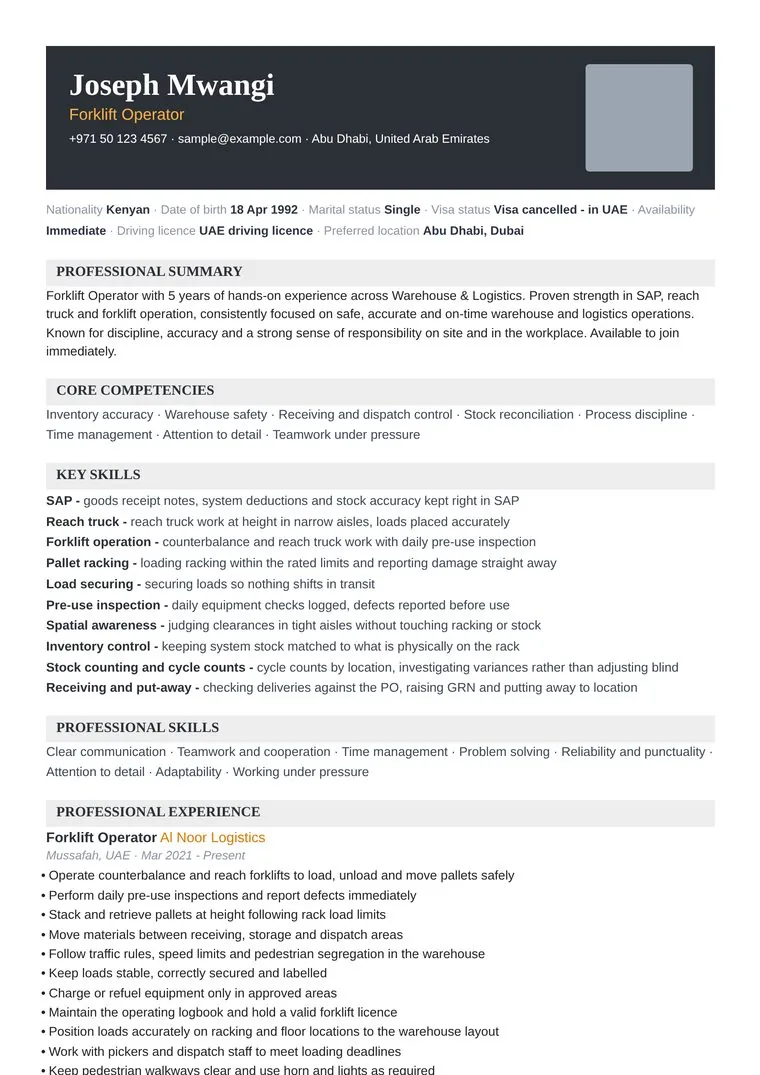 Joseph Mwangi
Forklift Operator
+971 50 123 4567 · sample@example.com · Abu Dhabi, United Arab Emirates
Nationality Kenyan · Date of birth 18 Apr 1992 · Marital status Single · Visa status Visa cancelled - in UAE · Availability
Immediate · Driving licence UAE driving licence · Preferred location Abu Dhabi, Dubai
PROFESSIONAL SUMMARY
Forklift Operator with 5 years of hands-on experience across Warehouse & Logistics. Proven strength in SAP, reach
truck and forklift operation, consistently focused on safe, accurate and on-time warehouse and logistics operations.
Known for discipline, accuracy and a strong sense of responsibility on site and in the workplace. Available to join
immediately.
CORE COMPETENCIES
Inventory accuracy · Warehouse safety · Receiving and dispatch control · Stock reconciliation · Process discipline ·
Time management · Attention to detail · Teamwork under pressure
KEY SKILLS
SAP - goods receipt notes, system deductions and stock accuracy kept right in SAP
Reach truck - reach truck work at height in narrow aisles, loads placed accurately
Forklift operation - counterbalance and reach truck work with daily pre-use inspection
Pallet racking - loading racking within the rated limits and reporting damage straight away
Load securing - securing loads so nothing shifts in transit
Pre-use inspection - daily equipment checks logged, defects reported before use
Spatial awareness - judging clearances in tight aisles without touching racking or stock
Inventory control - keeping system stock matched to what is physically on the rack
Stock counting and cycle counts - cycle counts by location, investigating variances rather than adjusting blind
Receiving and put-away - checking deliveries against the PO, raising GRN and putting away to location
PROFESSIONAL SKILLS
Clear communication · Teamwork and cooperation · Time management · Problem solving · Reliability and punctuality ·
Attention to detail · Adaptability · Working under pressure
PROFESSIONAL EXPERIENCE
Forklift Operator Al Noor Logistics
Mussafah, UAE · Mar 2021 - Present
• Operate counterbalance and reach forklifts to load, unload and move pallets safely
• Perform daily pre-use inspections and report defects immediately
• Stack and retrieve pallets at height following rack load limits
• Move materials between receiving, storage and dispatch areas
• Follow traffic rules, speed limits and pedestrian segregation in the warehouse
• Keep loads stable, correctly secured and labelled
• Charge or refuel equipment only in approved areas
• Maintain the operating logbook and hold a valid forklift licence
• Position loads accurately on racking and floor locations to the warehouse layout
• Work with pickers and dispatch staff to meet loading deadlines
• Keep pedestrian walkways clear and use horn and lights as required